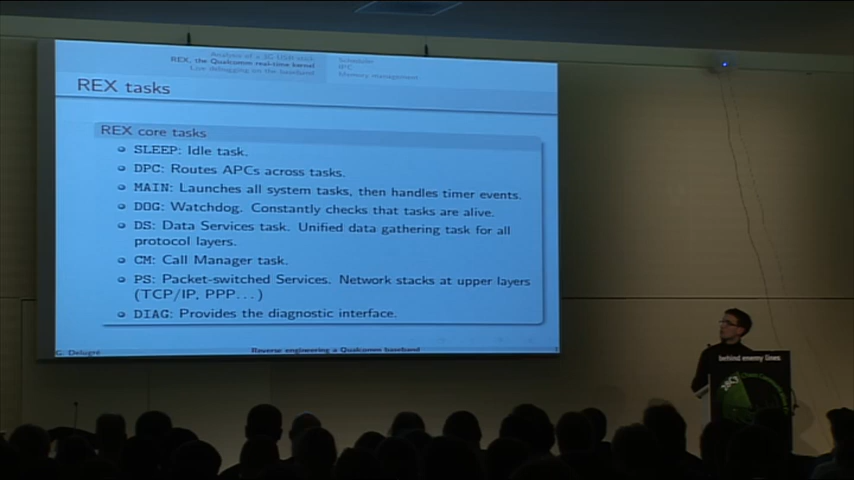 Analysis of a 3G USB stick
REX, the Qualcomm real-time kernel
Live debugging on the baseband
Scheduler
IPC
Memory management
REX tasks
REX core tasks
SLEEP: Idle task.
DPC: Routes APCs across tasks.
MAIN: Launches all system tasks, then handles timer events.
DOG: Watchdog. Constantly checks that tasks are alive.
DS: Data Services task. Unified data gathering task for all
protocol layers.
CM: Call Manager task.
PS: Packet-switched Services. Network stacks at upper layers
(TCP/IP, PPP...)
DIAG: Provides the diagnostic interface.
G. Delugré
Reverse engineering a Qualcomm baseband
behind enemy lines
28C3